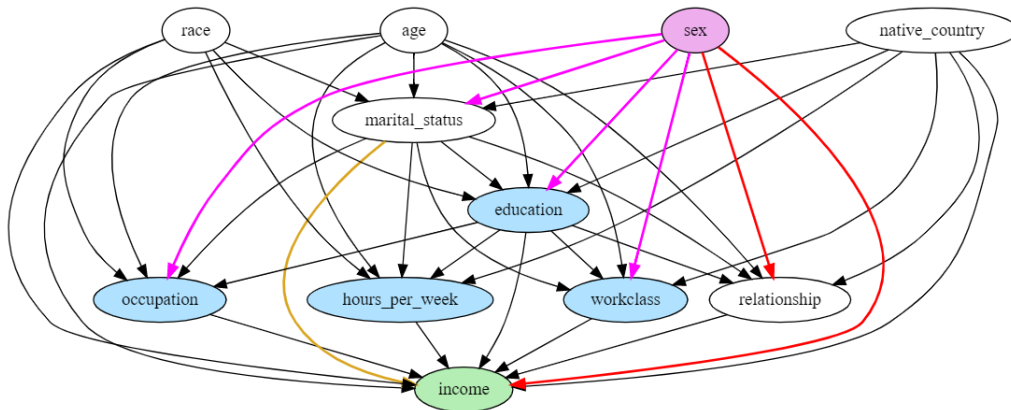 race
age
sex
native_country
marital_status
education
occupation
hours_per_week
workclass
relationship
income